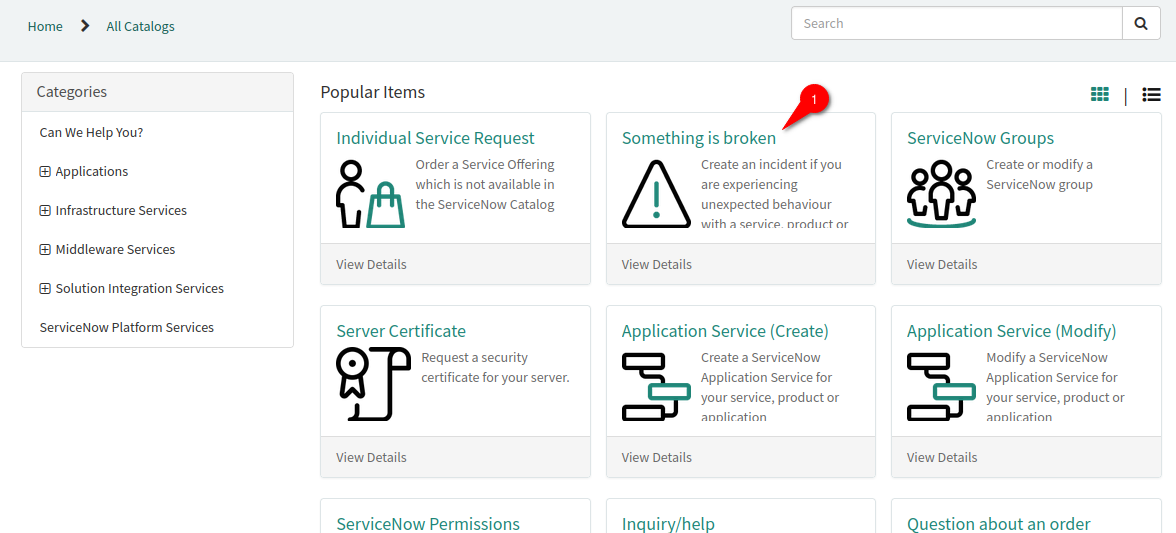 Home
All Catalogs
Search
Categories
Can We Help You?
Applications
Infrastructure Services
Middleware Services
Solution Integration Services
ServiceNow Platform Services
Popular Items
|
1
Individual Service Request
Order a Service Offering
which is not available in
the ServiceNow Catalog
View Details
Something is broken
Create an incident if you
are experiencing
unexpected behaviour
with a service, product or
View Details
ServiceNow Groups
Create or modify a
ServiceNow group
View Details
Server Certificate
Request a security
certificate for your server.
View Details
Application Service (Create)
Create a ServiceNow
Application Service for
your service, product or
application
View Details
Application Service (Modify)
Modify a ServiceNow
Application Service for
your service, product or
application
View Details
ServiceNow Permissions
Inquiry/help
Question about an order